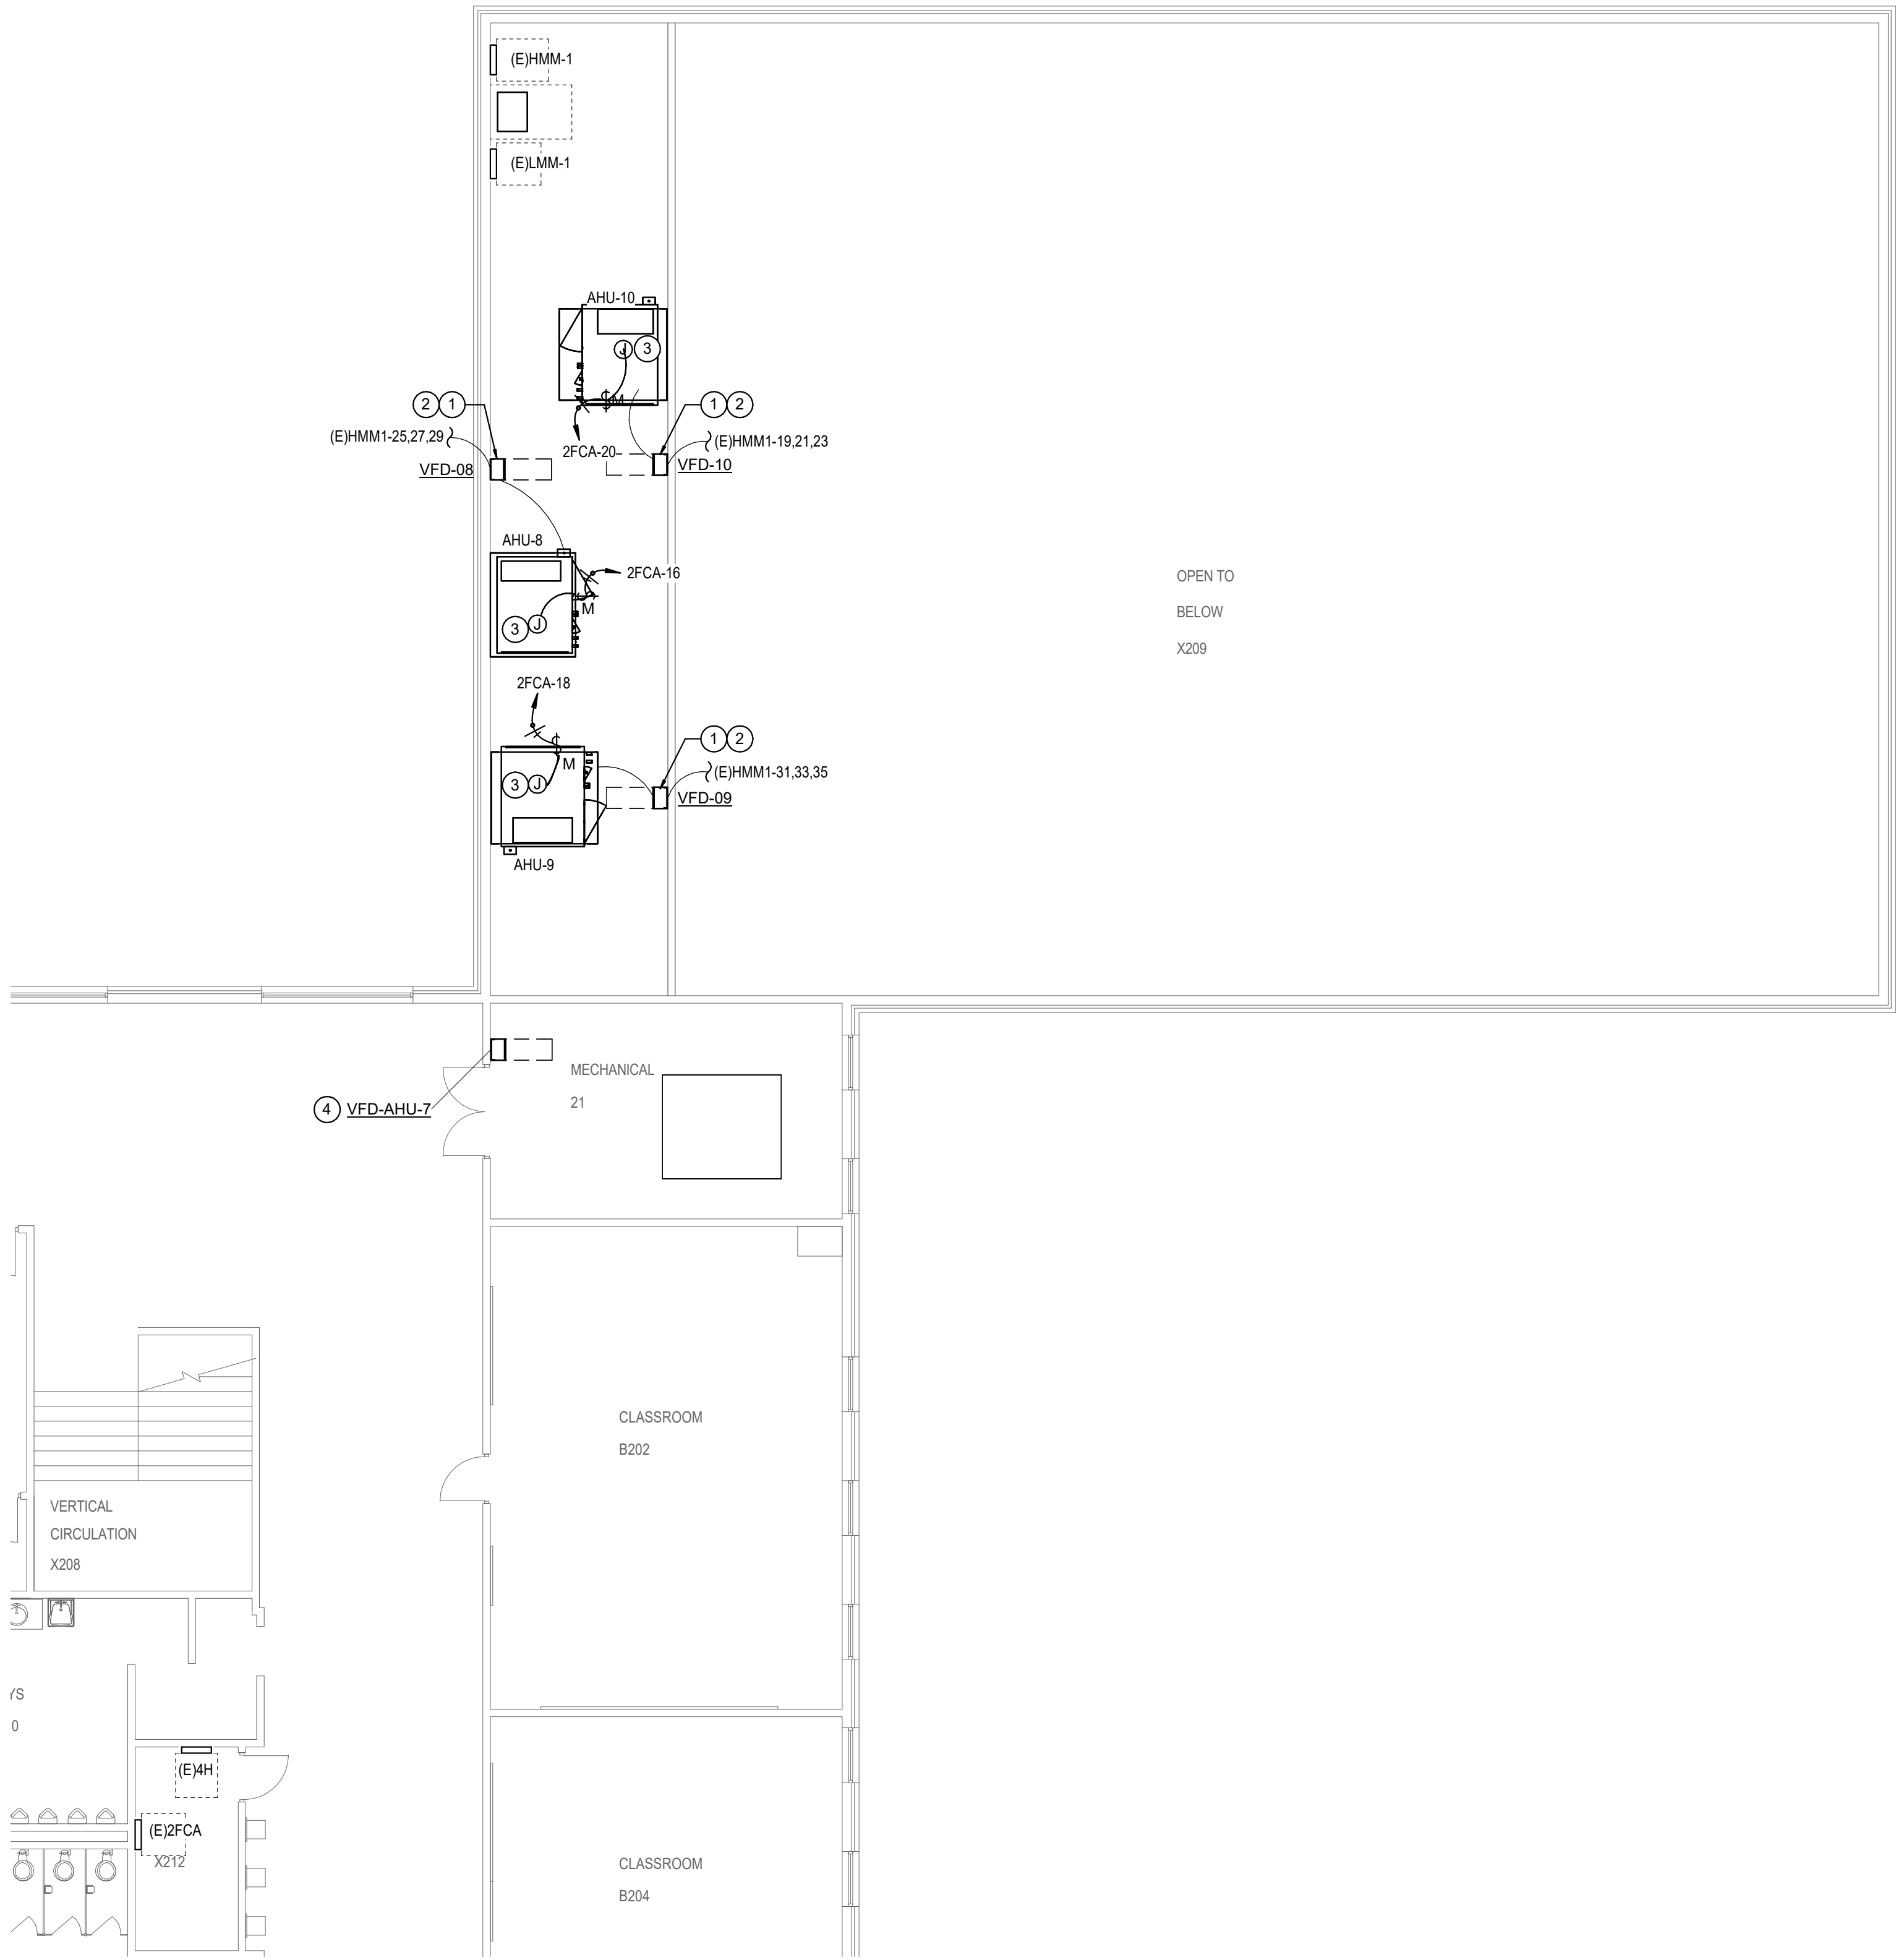 (E)HMM-1
(E)LMM-1
AHU-10
J 3
$M
2 1
1 2
(E)HMM1-25,27,29
(E)HMM1-19,21,23
2FCA-20
VFD-08
VFD-10
AHU-8
2FCA-16
M
3 J
OPEN TO
BELOW
X209
2FCA-18
1 2
M
3 J
(E)HMM1-31,33,35
VFD-09
AHU-9
MECHANICAL
21
4 VFD-AHU-7
CLASSROOM
B202
VERTICAL
CIRCULATION
X208
YS
0
(E)4H
(E)2FCA
X212
CLASSROOM
B204